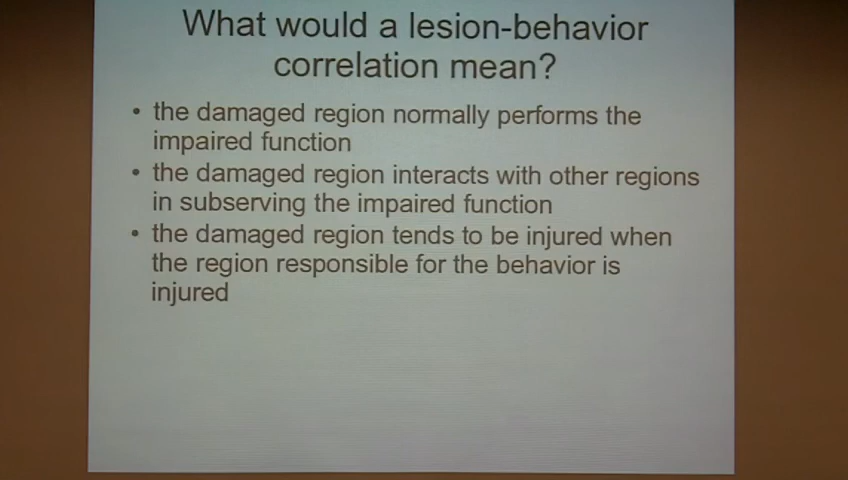 What would a lesion-behavior
correlation mean?
• the damaged region normally performs the
impaired function
• the damaged region interacts with other regions
in subserving the impaired function
• the damaged region tends to be injured when
the region responsible for the behavior is
injured